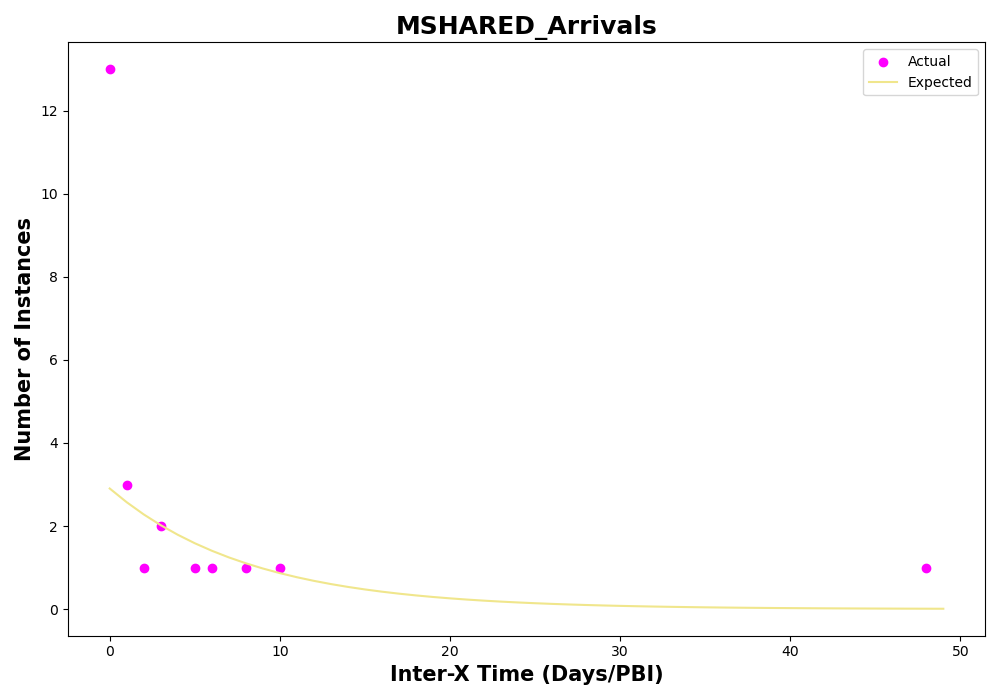 MSHARED_Arrivals
Actual
Expected
Number of Instances
12
10
8
6
4
2
0
0 10 20 30 40 50
Inter-X Time (Days/PBI)